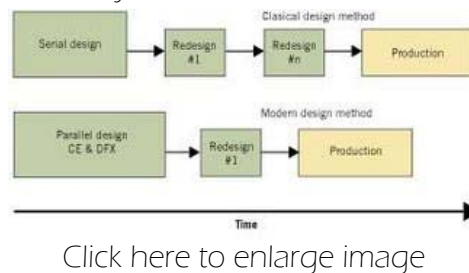 Clasical design method
Serial design
Redesign
#1
Redesign
#n
Production
Modern design method
Parallel design
CE & DFX
Redesign
#1
Production
Time
Click here to enlarge image